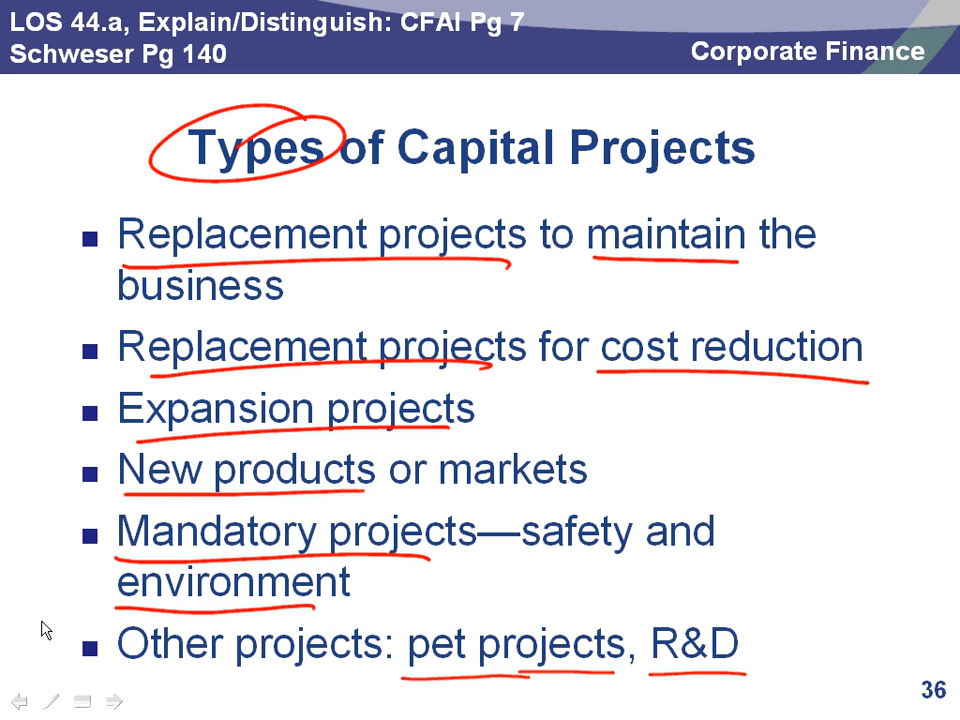 LOS 44.a, Explain/Distinguish: CFAI Pg 7
Schweser Pg 140
Corporate Finance
Types of Capital Projects
Replacement projects to maintain the
business
Replacement projects for cost reduction
Expansion projects
New products or markets
Mandatory projects—safety and
environment
Other projects: pet projects, R&D
36